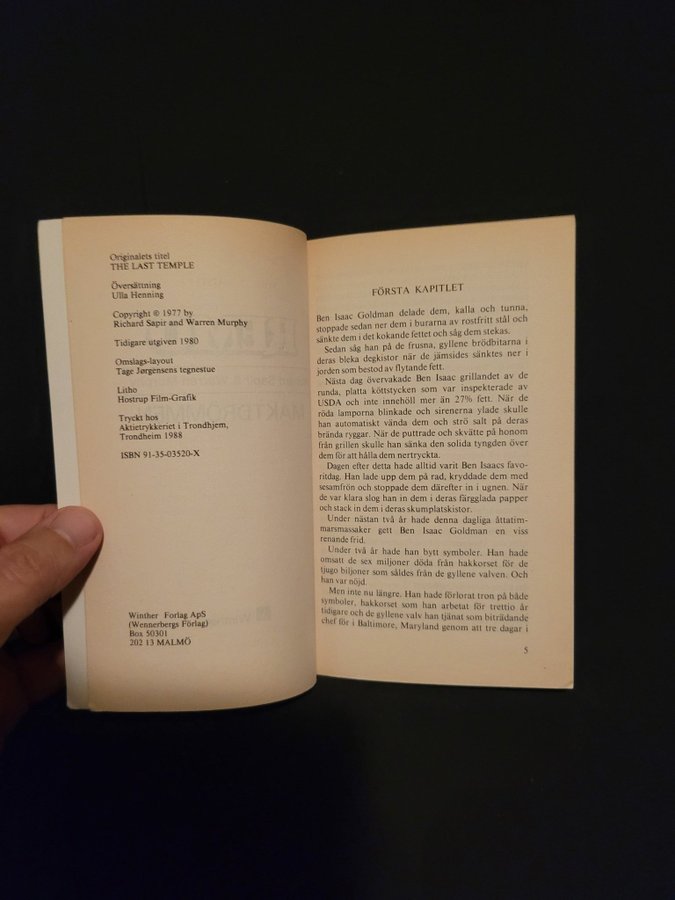 Originalets titel
THE LAST TEMPLE
Översättning
Ulla Henning
Copyright © 1977 by
Richard Sapir and Warren Murphy
Tidigare utgiven 1980
Omslags-layout
Tage Jørgensens tegnestue
Litho
Hostrup Film-Grafik
Tryckt hos
Aktietrykkeriet i Trondhjem,
Trondheim 1988
ISBN 91-35-03520-X
Winther Forlag ApS
(Wennerbergs Förlag)
Box 50301
202 13 MALMÖ
FÖRSTA KAPITLET
Ben Isaac Goldman delade dem, kalla och tunna,
stoppade sedan ner dem i burarna av rostfritt stål och
sänkte dem i det kokande fettet och såg dem stekas.
Sedan såg han på de frusna, gyllene brödbitarna i
deras bleka degkistor när de jämsides sänktes ner i
jorden som bestod av flytande fett.
Nästa dag övervakade Ben Isaac grillandet av de
runda, platta köttstycken som var inspekterade av
USDA och inte innehöll mer än 27% fett. När de
röda lamporna blinkade och sirenerna ylade skulle
han automatiskt vända dem och strö salt på deras
brända ryggar. När de puttrade och skvätte på honom
från grillen skulle han sänka den solida tyngden över
dem för att hålla dem nertryckta.
Dagen efter detta hade alltid varit Ben Isaacs favo-
ritdag. Han lade upp dem på rad, kryddade dem med
sesamfrön och stoppade dem därefter in i ugnen. När
de var klara slog han in dem i deras färgglada papper
och stack in dem i deras skumplatskistor.
Under nästan två år hade denna dagliga åttatim-
marsmassaker gett Ben Isaac Goldman en viss
renande frid.
Under två år hade han bytt symboler. Han hade
omsatt de sex miljoner döda från hakkorset för de
tjugo biljoner som såldes från de gyllene valven. Och
han var nöjd.
Men inte nu längre. Han hade förlorat tron på både
symboler, hakkorset som han arbetat för trettio år
tidigare och de gyllene valv han tjänat som biträdande
chef för i Baltimore, Maryland genom att tre dagar i
5